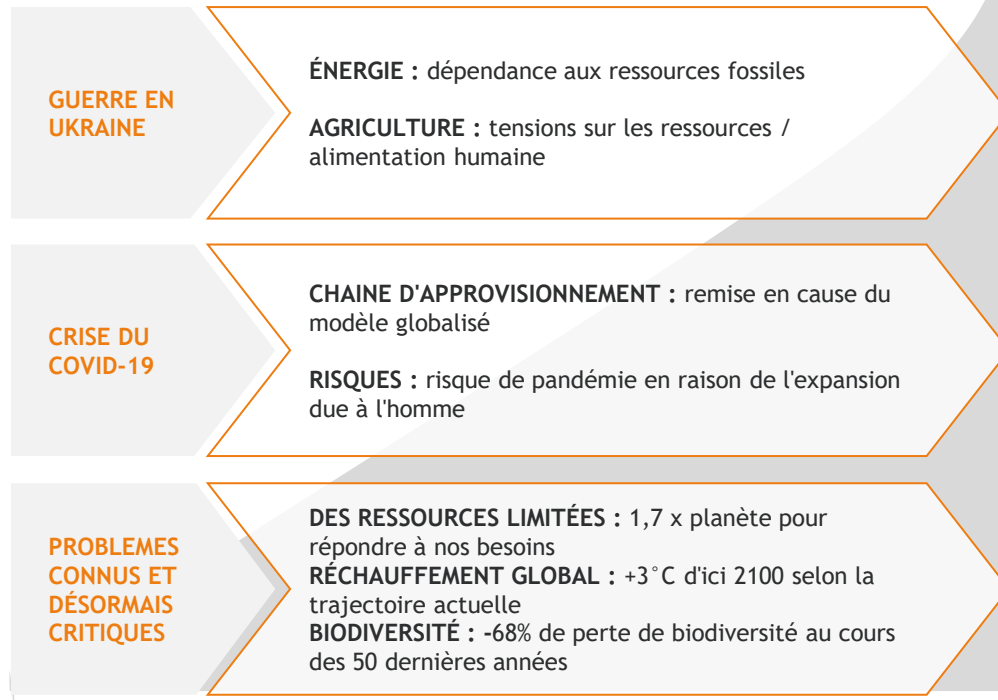 GUERRE EN
UKRAINE
ÉNERGIE : dépendance aux ressources fossiles
AGRICULTURE : tensions sur les ressources /
alimentation humaine
CRISE DU
COVID-19
CHAINE D'APPROVISIONNEMENT : remise en cause du
modèle globalisé
RISQUES : risque de pandémie en raison de l'expansion
due à l'homme
PROBLEMES
CONNUS ET
DÉSORMAIS
CRITIQUES
DES RESSOURCES LIMITÉES : 1,7 x planète pour
répondre à nos besoins
RÉCHAUFFEMENT GLOBAL : +3°C d'ici 2100 selon la
trajectoire actuelle
BIODIVERSITÉ : -68% de perte de biodiversité au cours
des 50 dernières années